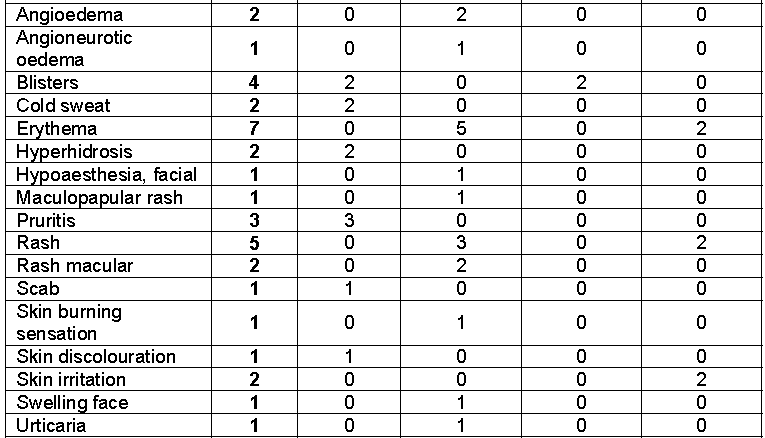 Angioedema 2 0 2 0 0
Angioneurotic
oedema 1 0 1 0 0
Blisters 4 2 0 2 0
Cold sweat 2 2 0 0 0
Erythema 7 0 5 0 2
Hyperhidrosis 2 2 0 0 0
Hypoaesthesia, facial 1 0 1 0 0
Maculopapular rash 1 0 1 0 0
Pruritis 3 3 0 0 0
Rash 5 0 3 0 2
Rash macular 2 0 2 0 0
Scab 1 1 0 0 0
Skin burning
sensation 1 0 1 0 0
Skin discolouration 1 1 0 0 0
Skin irritation 2 0 0 0 2
Swelling face 1 0 1 0 0
Urticaria 1 0 1 0 0